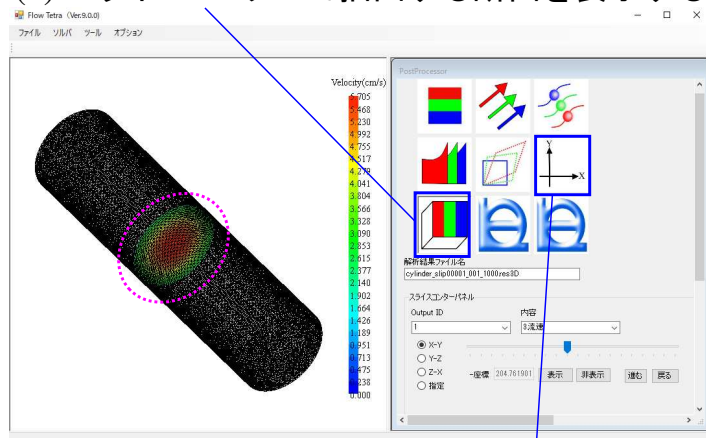 を表示する
Flow Tetra (Ver.9.0.0)
ファイル ソルバ ツール オプション
Velocity(cm/s)
5.705
5.468
5.230
4.992
4.755
4.517
4.279
4.041
3.804
3.566
3.328
3.090
2.853
2.615
2.377
2.140
1.902
1.664
1.426
1.189
0.951
0.713
0.475
0.238
0.000
PostProcessor
Y
X
解析結果ファイル名
cylinder_slip00001_001_1000res3D
スライスコンターパネル
Output ID 内容
1 3:流速
X-Y
Y-Z
Z-X -座標 204.761901 表示 非表示 進む 戻る
指定